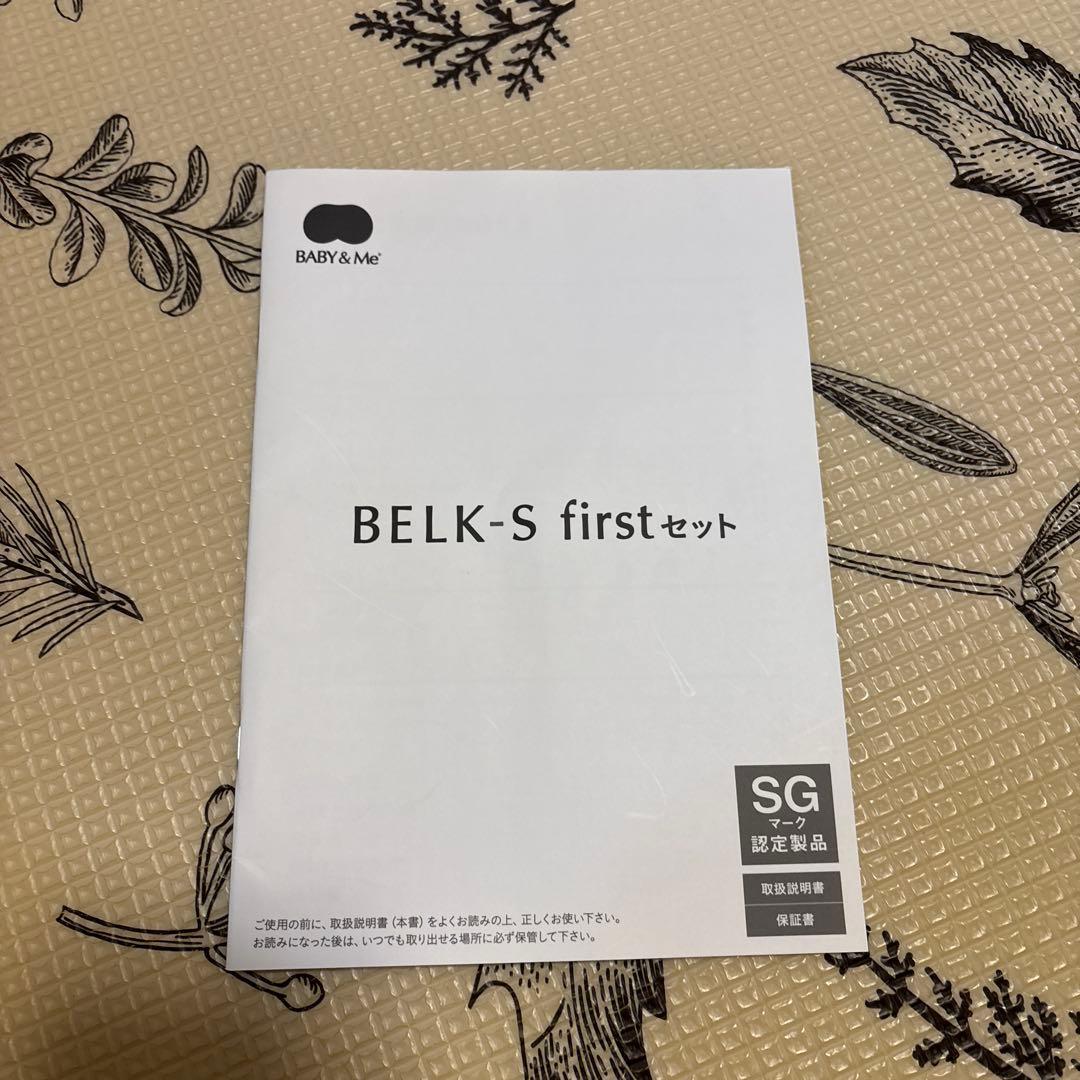 BABY & Me®
BELK-S firstセット
SG
マーク
認定製品
取扱説明書
保証書
ご使用の前に、取扱説明書（本書）をよくお読みの上、正しくお使い下さい。
お読みになった後は、いつでも取り出せる場所に必ず保管して下さい。